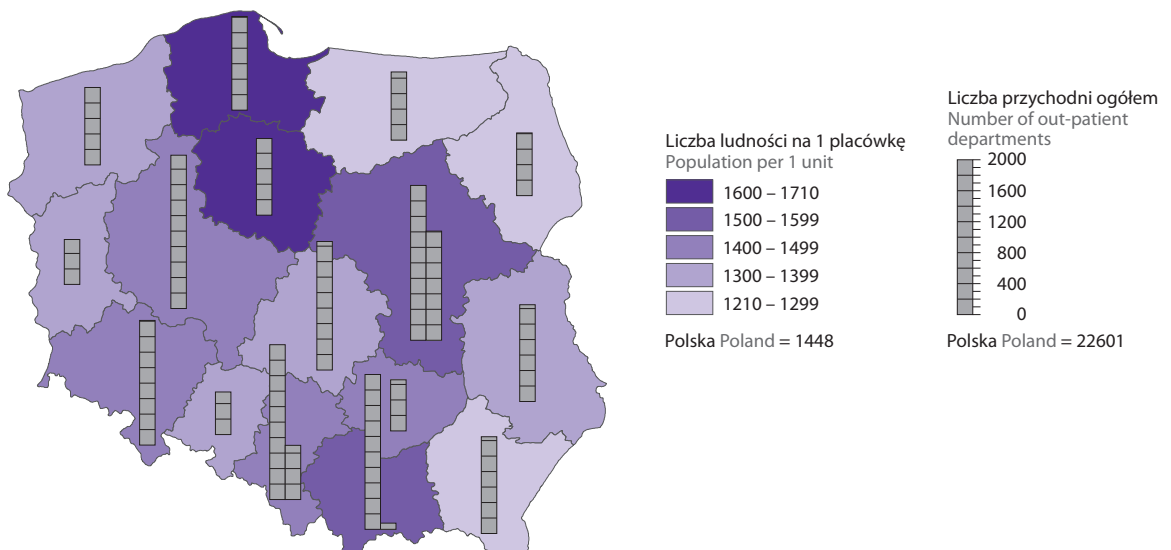 Liczba ludności na 1 placówkę
Population per 1 unit
1600 – 1710
1500 – 1599
1400 – 1499
1300 – 1399
1210 – 1299
Polska Poland = 1448
Liczba przychodni ogółem
Number of out-patient
departments
2000
1600
1200
800
400
0
Polska Poland = 22601